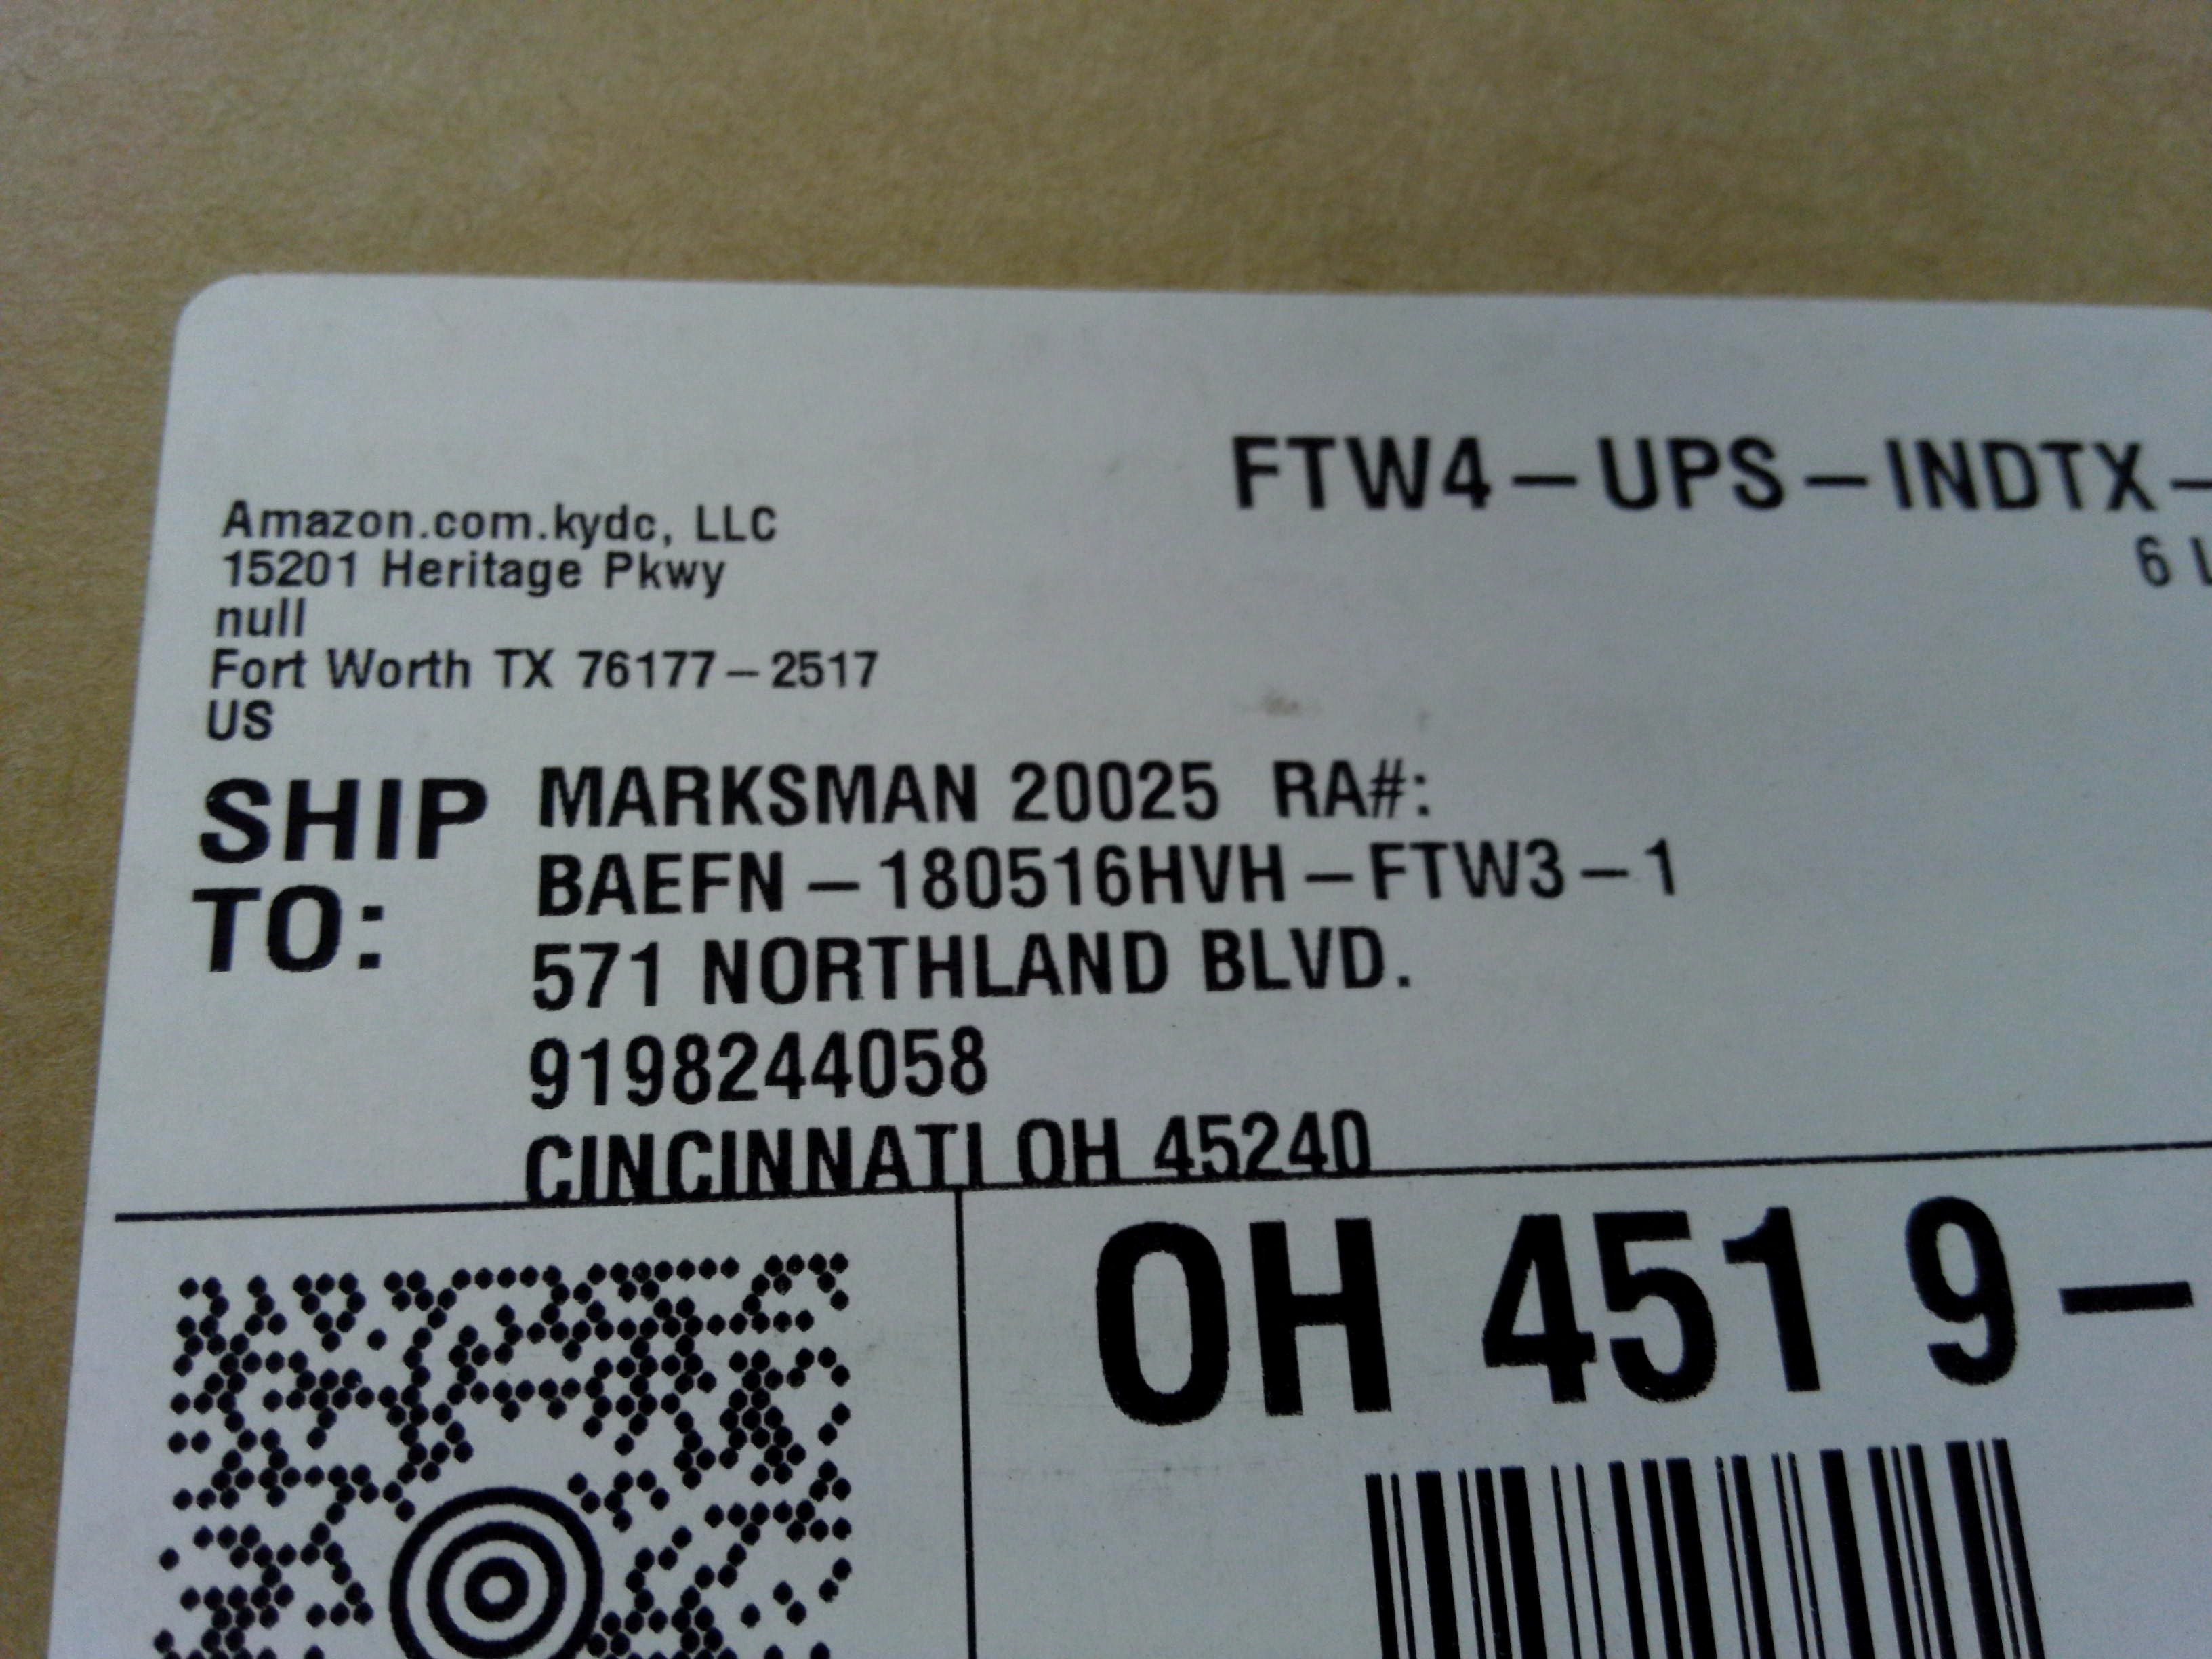 FTW4-UPS-INDTX-
6
Amazon.com.kydc, LLC
15201 Heritage Pkwy
null
Fort Worth TX 76177-2517
US
SHIP TO:
MARKSMAN 20025 RA#:
BAEFN-180516HVH-FTW3-1
571 NORTHLAND BLVD.
9198244058
CINCINNATI OH 45240
OH 451 9-